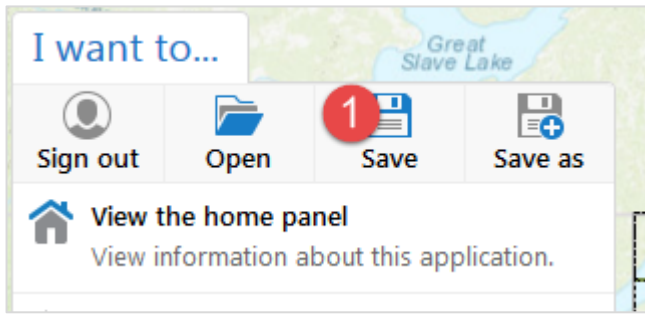 I want to...
Great
Slave Lake
1
Sign out Open Save Save as
View the home panel
View information about this application.